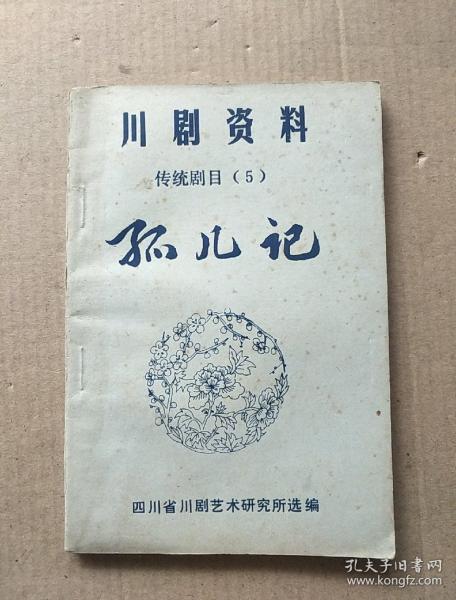 川剧资料
传统剧目（5）
孤儿记
四川省川剧艺术研究所选编
孔夫子旧书网
www.kongfz.com